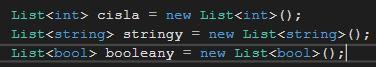 List<int> cisla = new List<int>();
List<string> stringy = new List<string>();
List<bool> booleany = new List<bool>();